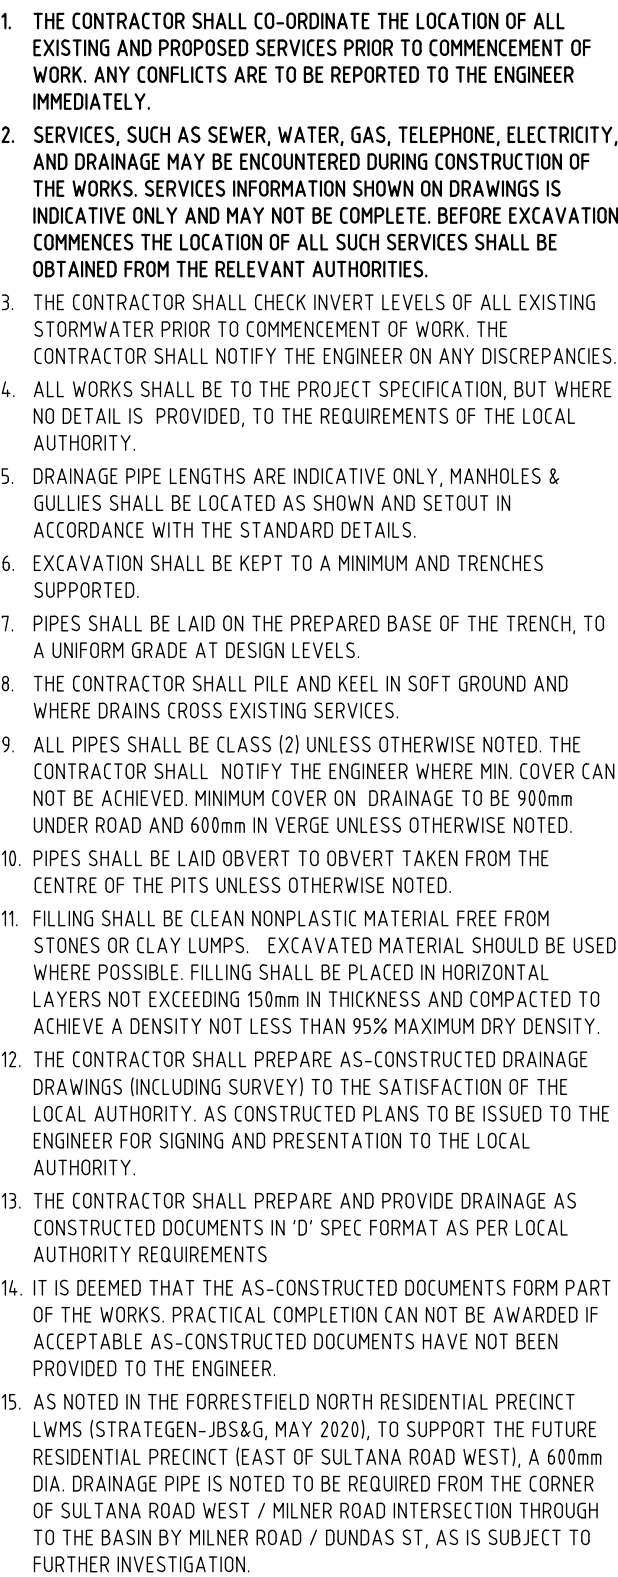 1. THE CONTRACTOR SHALL CO-ORDINATE THE LOCATION OF ALL
EXISTING AND PROPOSED SERVICES PRIOR TO COMMENCEMENT OF
WORK. ANY CONFLICTS ARE TO BE REPORTED TO THE ENGINEER
IMMEDIATELY.
2. SERVICES, SUCH AS SEWER, WATER, GAS, TELEPHONE, ELECTRICITY,
AND DRAINAGE MAY BE ENCOUNTERED DURING CONSTRUCTION OF
THE WORKS. SERVICES INFORMATION SHOWN ON DRAWINGS IS
INDICATIVE ONLY AND MAY NOT BE COMPLETE. BEFORE EXCAVATION
COMMENCES THE LOCATION OF ALL SUCH SERVICES SHALL BE
OBTAINED FROM THE RELEVANT AUTHORITIES.
3. THE CONTRACTOR SHALL CHECK INVERT LEVELS OF ALL EXISTING
STORMWATER PRIOR TO COMMENCEMENT OF WORK. THE
CONTRACTOR SHALL NOTIFY THE ENGINEER ON ANY DISCREPANCIES.
4. ALL WORKS SHALL BE TO THE PROJECT SPECIFICATION, BUT WHERE
NO DETAIL IS PROVIDED, TO THE REQUIREMENTS OF THE LOCAL
AUTHORITY.
5. DRAINAGE PIPE LENGTHS ARE INDICATIVE ONLY, MANHOLES &
GULLIES SHALL BE LOCATED AS SHOWN AND SETOUT IN
ACCORDANCE WITH THE STANDARD DETAILS.
6. EXCAVATION SHALL BE KEPT TO A MINIMUM AND TRENCHES
SUPPORTED.
7. PIPES SHALL BE LAID ON THE PREPARED BASE OF THE TRENCH, TO
A UNIFORM GRADE AT DESIGN LEVELS.
8. THE CONTRACTOR SHALL PILE AND KEEL IN SOFT GROUND AND
WHERE DRAINS CROSS EXISTING SERVICES.
9. ALL PIPES SHALL BE CLASS (2) UNLESS OTHERWISE NOTED. THE
CONTRACTOR SHALL NOTIFY THE ENGINEER WHERE MIN. COVER CAN
NOT BE ACHIEVED. MINIMUM COVER ON DRAINAGE TO BE 900mm
UNDER ROAD AND 600mm IN VERGE UNLESS OTHERWISE NOTED.
10. PIPES SHALL BE LAID OBVERT TO OBVERT TAKEN FROM THE
CENTRE OF THE PITS UNLESS OTHERWISE NOTED.
11. FILLING SHALL BE CLEAN NONPLASTIC MATERIAL FREE FROM
STONES OR CLAY LUMPS. EXCAVATED MATERIAL SHOULD BE USED
WHERE POSSIBLE. FILLING SHALL BE PLACED IN HORIZONTAL
LAYERS NOT EXCEEDING 150mm IN THICKNESS AND COMPACTED TO
ACHIEVE A DENSITY NOT LESS THAN 95% MAXIMUM DRY DENSITY.
12. THE CONTRACTOR SHALL PREPARE AS-CONSTRUCTED DRAINAGE
DRAWINGS (INCLUDING SURVEY) TO THE SATISFACTION OF THE
LOCAL AUTHORITY. AS CONSTRUCTED PLANS TO BE ISSUED TO THE
ENGINEER FOR SIGNING AND PRESENTATION TO THE LOCAL
AUTHORITY.
13. THE CONTRACTOR SHALL PREPARE AND PROVIDE DRAINAGE AS
CONSTRUCTED DOCUMENTS IN 'D' SPEC FORMAT AS PER LOCAL
AUTHORITY REQUIREMENTS
14. IT IS DEEMED THAT THE AS-CONSTRUCTED DOCUMENTS FORM PART
OF THE WORKS. PRACTICAL COMPLETION CAN NOT BE AWARDED IF
ACCEPTABLE AS-CONSTRUCTED DOCUMENTS HAVE NOT BEEN
PROVIDED TO THE ENGINEER.
15. AS NOTED IN THE FORRESTFIELD NORTH RESIDENTIAL PRECINCT
LWMS (STRATEGEN-JBS&G, MAY 2020), TO SUPPORT THE FUTURE
RESIDENTIAL PRECINCT (EAST OF SULTANA ROAD WEST), A 600mm
DIA. DRAINAGE PIPE IS NOTED TO BE REQUIRED FROM THE CORNER
OF SULTANA ROAD WEST / MILNER ROAD INTERSECTION THROUGH
TO THE BASIN BY MILNER ROAD / DUNDAS ST, AS IS SUBJECT TO
FURTHER INVESTIGATION.